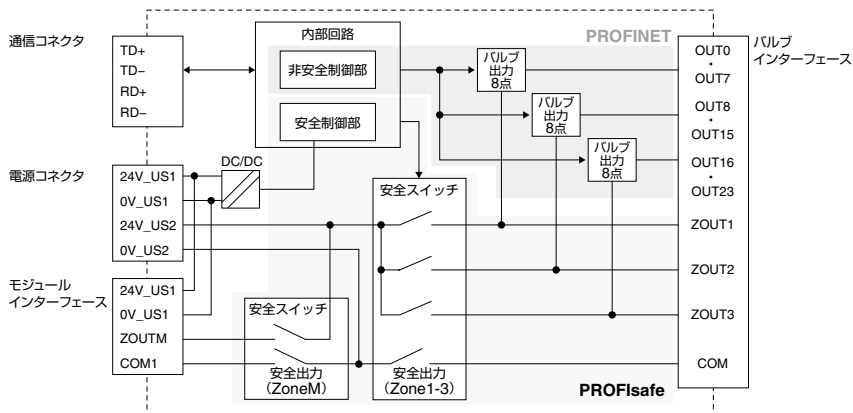 通信コネクタ
TD+
TD−
RD+
RD−
内部回路
非安全制御部
安全制御部
PROFINET
バルブ
出力
8点
バルブ
出力
8点
バルブ
出力
8点
OUT0
・
OUT7
OUT8
・
OUT15
OUT16
・
OUT23
ZOUT1
ZOUT2
ZOUT3
COM
バルブ
インターフェース
電源コネクタ
24V_US1
0V_US1
24V_US2
0V_US2
DC/DC
安全スイッチ
安全出力
（Zone1-3）
モジュール
インターフェース
24V_US1
0V_US1
ZOUTM
COM1
安全スイッチ
安全出力
（ZoneM）
PROFIsafe